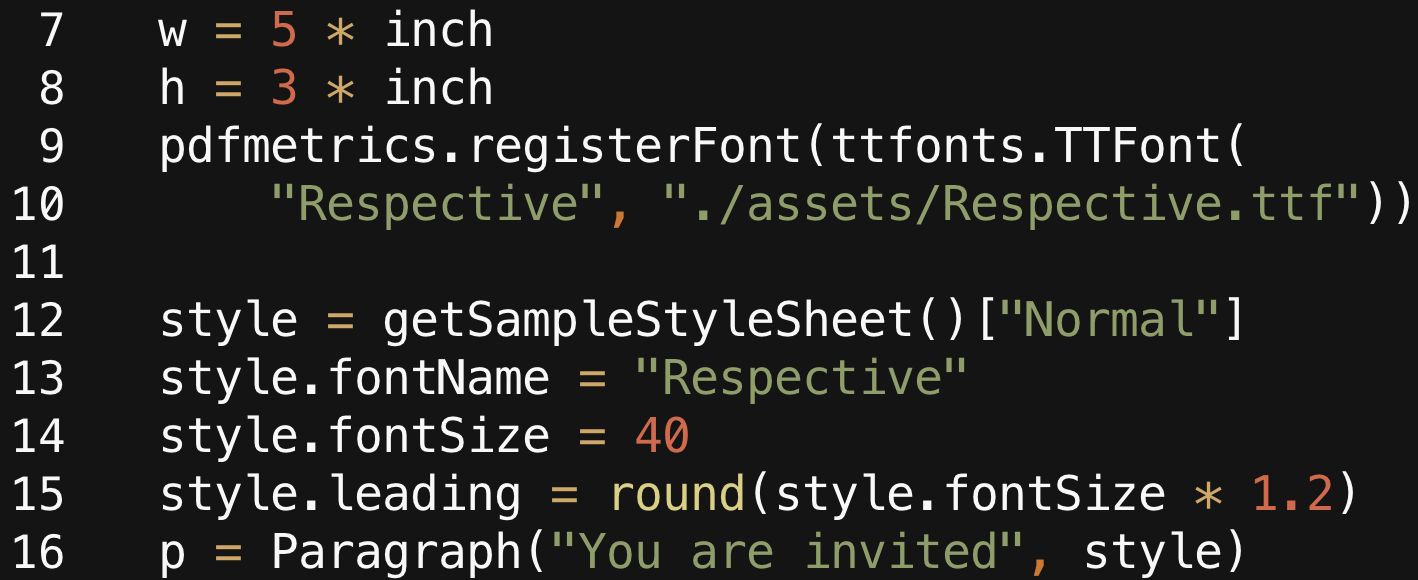 7 w = 5 * inch
8 h = 3 * inch
9 pdfmetrics.registerFont(ttfonts.TTFont(
10 "Respective", "./assets/Respective.ttf"))
11
12 style = getSampleStyleSheet()["Normal"]
13 style.fontName = "Respective"
14 style.fontSize = 40
15 style.leading = round(style.fontSize * 1.2)
16 p = Paragraph("You are invited", style)